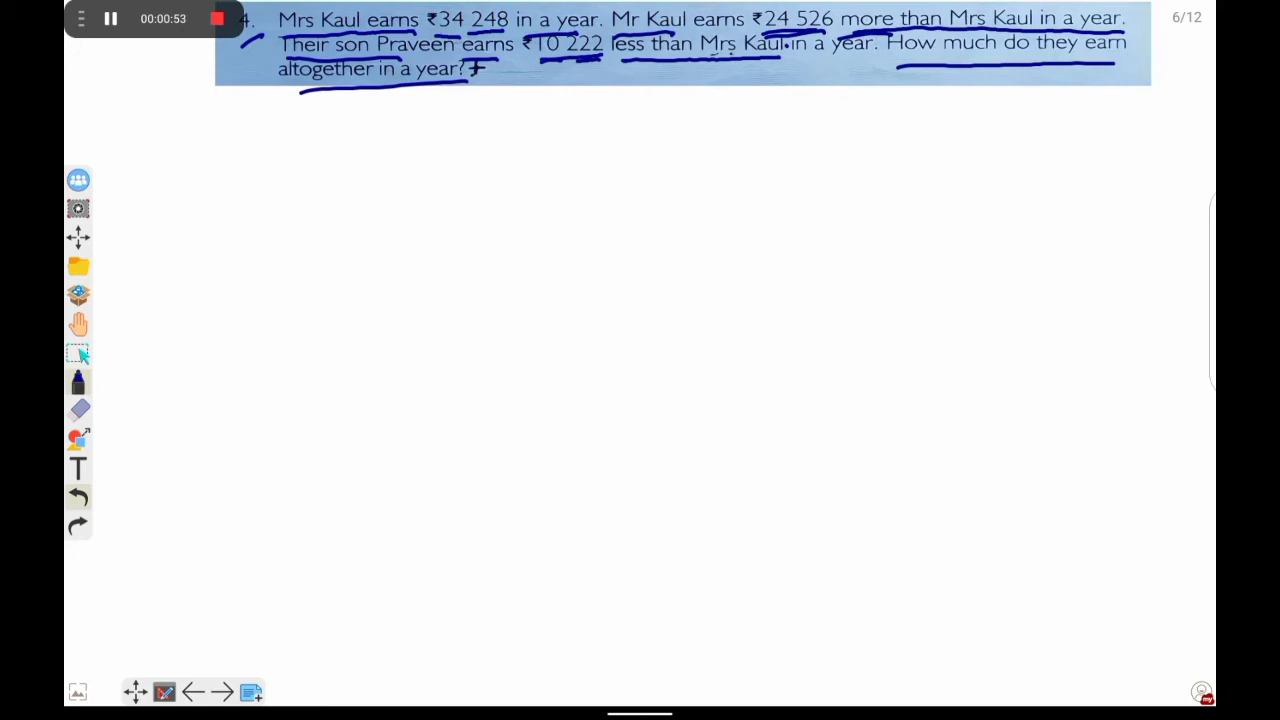 00:00:53
6/12
4. Mrs Kaul earns ₹34 248 in a year. Mr Kaul earns ₹24 526 more than Mrs Kaul in a year.
Their son Praveen earns ₹10 222 less than Mrs Kaul in a year. How much do they earn
altogether in a year? +
T
my